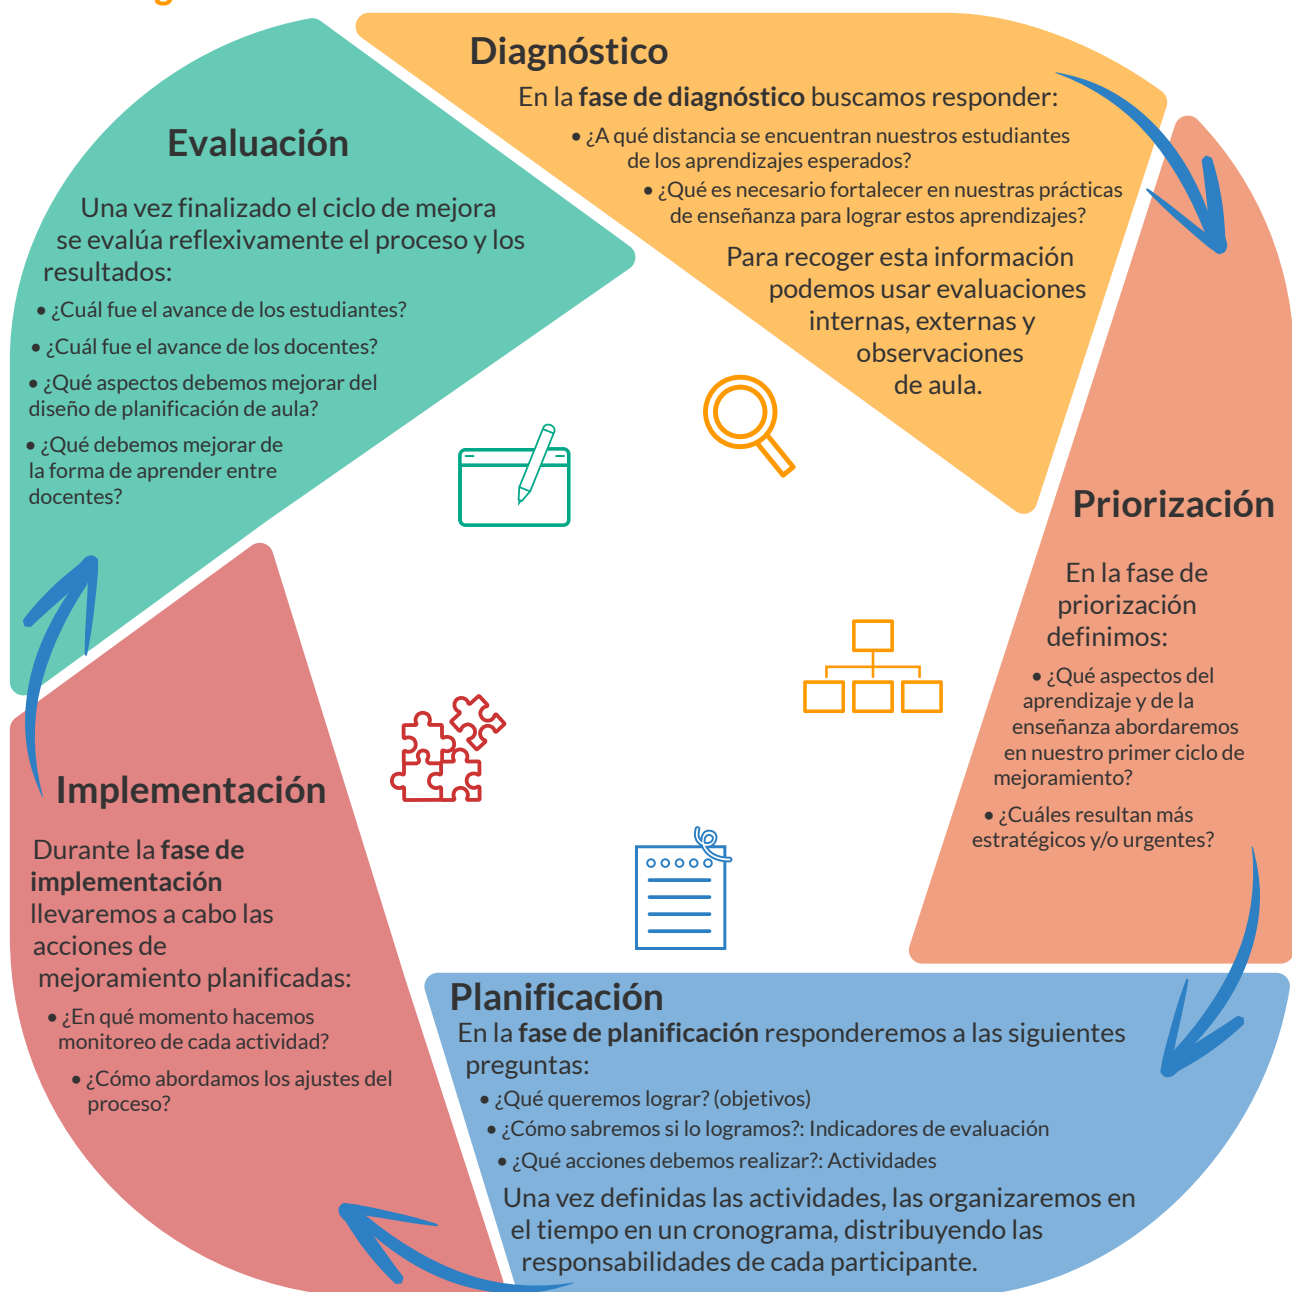 Diagnóstico
En la fase de diagnóstico buscamos responder:
• ¿A qué distancia se encuentran nuestros estudiantes
de los aprendizajes esperados?
• ¿Qué es necesario fortalecer en nuestras prácticas
de enseñanza para lograr estos aprendizajes?
Para recoger esta información
podemos usar evaluaciones
internas, externas y
observaciones
de aula.
Priorización
En la fase de
priorización
definimos:
• ¿Qué aspectos del
aprendizaje y de la
enseñanza abordaremos
en nuestro primer ciclo de
mejoramiento?
• ¿Cuáles resultan más
estratégicos y/o urgentes?
Planificación
En la fase de planificación responderemos a las siguientes
preguntas:
• ¿Qué queremos lograr? (objetivos)
• ¿Cómo sabremos si lo logramos?: Indicadores de evaluación
• ¿Qué acciones debemos realizar?: Actividades
Una vez definidas las actividades, las organizaremos en
el tiempo en un cronograma, distribuyendo las
responsabilidades de cada participante.
Implementación
Durante la fase de
implementación
llevaremos a cabo las
acciones de
mejoramiento planificadas:
• ¿En qué momento hacemos
monitoreo de cada actividad?
• ¿Cómo abordamos los ajustes del
proceso?
Evaluación
Una vez finalizado el ciclo de mejora
se evalúa reflexivamente el proceso y los
resultados:
• ¿Cuál fue el avance de los estudiantes?
• ¿Cuál fue el avance de los docentes?
• ¿Qué aspectos debemos mejorar del
diseño de planificación de aula?
• ¿Qué debemos mejorar de
la forma de aprender entre
docentes?